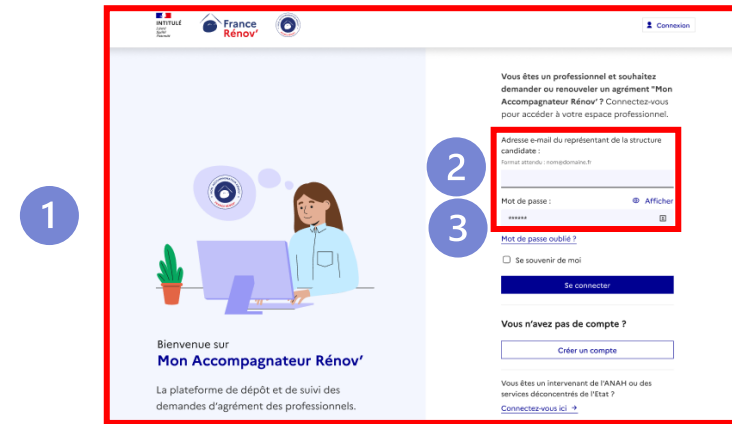 INTITULÉ
France
Rénov'
Connexion
Vous êtes un professionnel et souhaitez
demander ou renouveler un agrément "Mon
Accompagnateur Rénov' ? Connectez-vous
pour accéder à votre espace professionnel.
Adresse e-mail du représentant de la structure
candidate :
Format attendu : nom@domaine.fr
2
Mot de passe :
Afficher
1
3
******
Mot de passe oublié ?
Se souvenir de moi
Se connecter
Vous n'avez pas de compte ?
Créer un compte
Bienvenue sur
Mon Accompagnateur Rénov'
La plateforme de dépôt et de suivi des
demandes d'agrément des professionnels.
Vous êtes un intervenant de l'ANAH ou des
services déconcentrés de l'Etat ?
Connectez-vous ici →